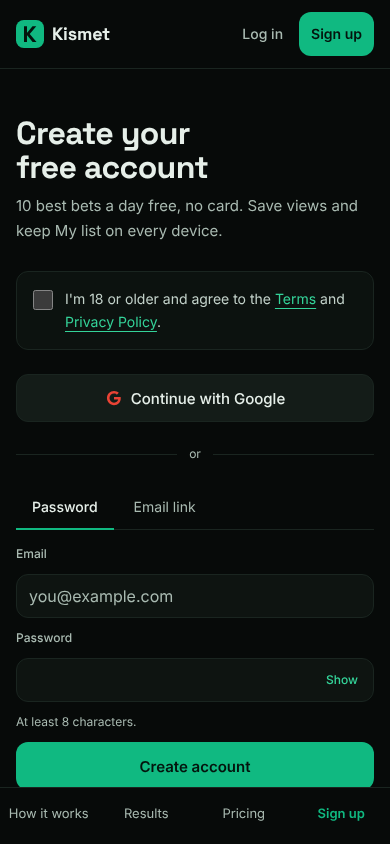 K Kismet
Log in
Sign up
Create your
free account
10 best bets a day free, no card. Save views and
keep My list on every device.
I'm 18 or older and agree to the Terms and
Privacy Policy.
G Continue with Google
or
Password
Email link
Email
you@example.com
Password
Show
At least 8 characters.
Create account
How it works
Results
Pricing
Sign up